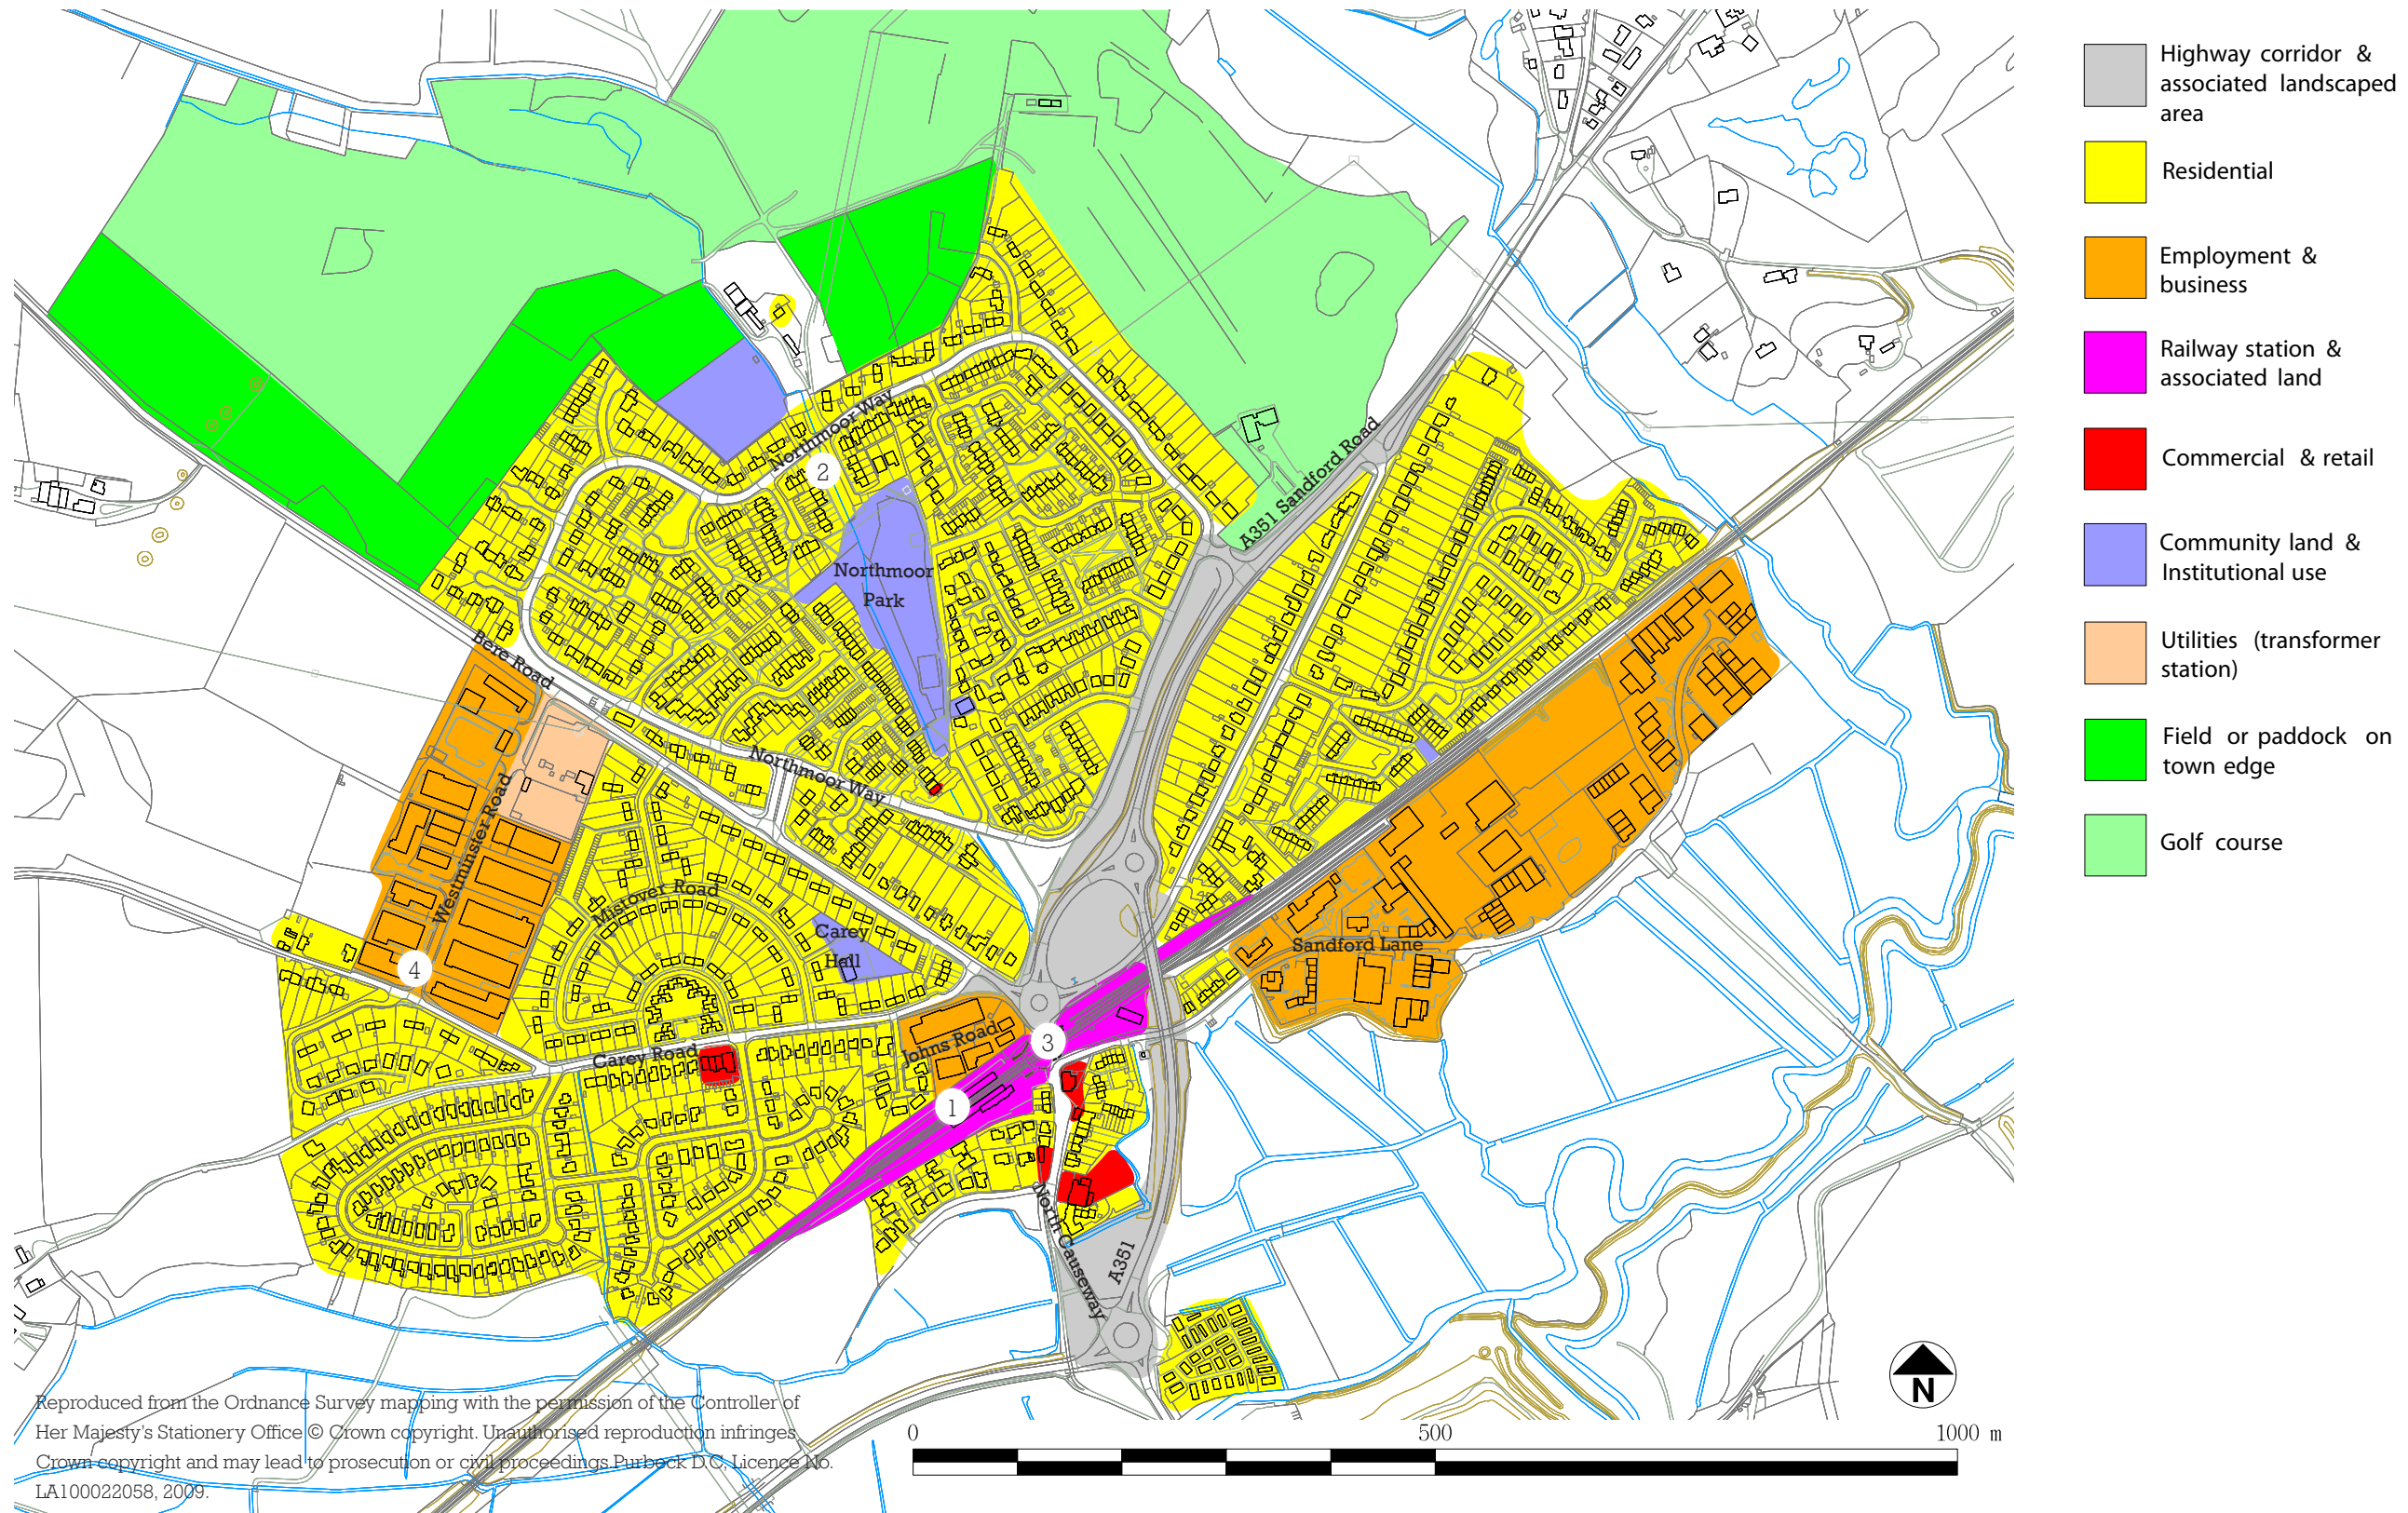 Highway corridor &
associated landscaped
area
Residential
Employment &
business
Railway station &
associated land
Commercial & retail
Community land &
Institutional use
Utilities (transformer
station)
Field or paddock on
town edge
Golf course
A351 Sandford Road
Northmoor Way
2
Northmoor
Park
Bere Road
Northmoor Way
Westminster Road
Mistover Road
Carey
Hall
Sandford Lane
4
Johns Road
3
Carey Road
1
North Causeway
A351
N
Reproduced from the Ordnance Survey mapping with the permission of the Controller of
Her Majesty's Stationery Office © Crown copyright. Unauthorised reproduction infringes
Crown copyright and may lead to prosecution or civil proceedings.Purbeck D.C, Licence No.
LA100022058, 2009.
0 500 1000 m